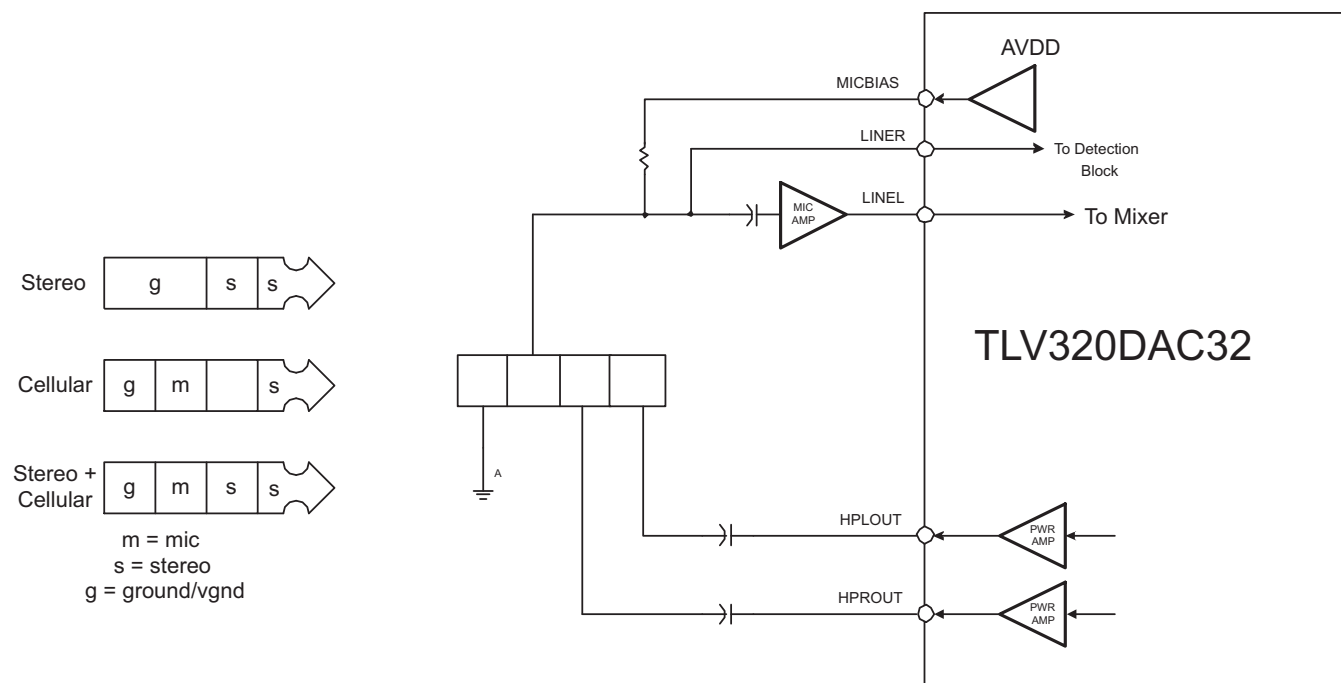 AVDD
MICBIAS
LINER
To Detection
Block
MIC
AMP
LINEL
To Mixer
Stereo
g
s
s
TLV320DAC32
Cellular
g
m
s
Stereo +
Cellular
g
m
s
s
A
m = mic
s = stereo
g = ground/vgnd
HPLOUT
PWR
AMP
HPROUT
PWR
AMP